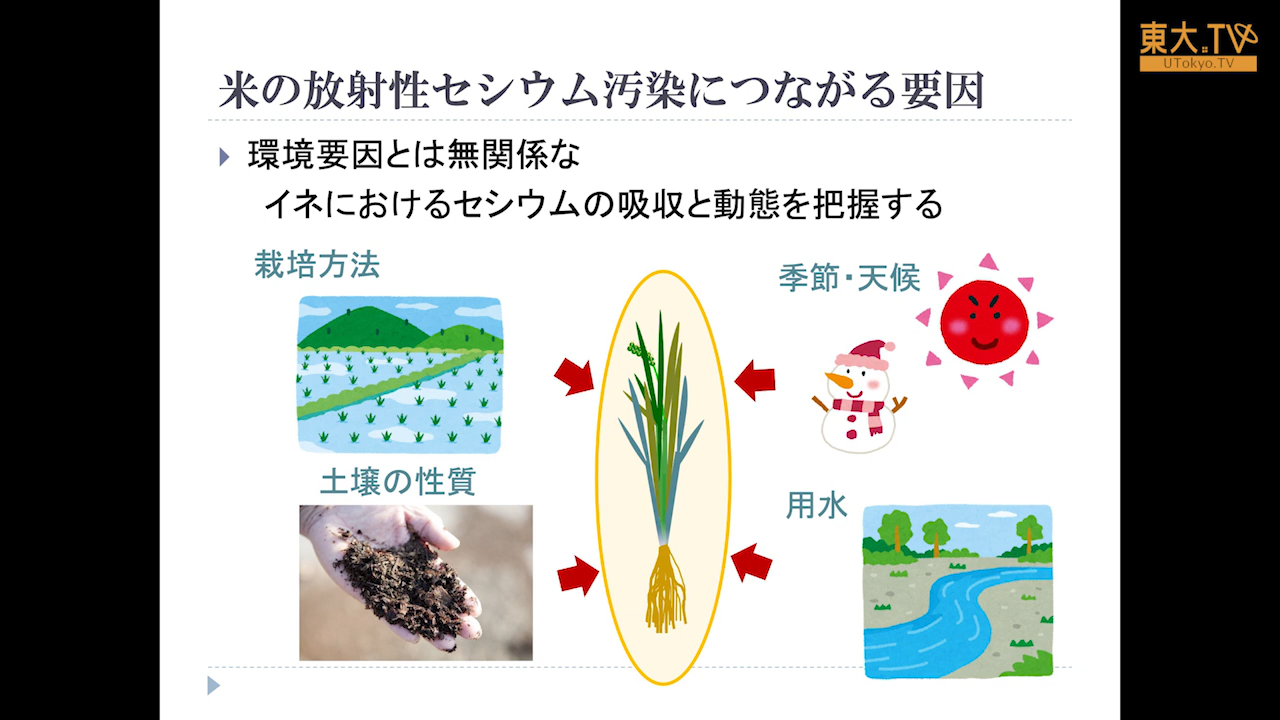 東大.TV
UTokyo.TV
米の放射性セシウム汚染につながる要因
環境要因とは無関係な
イネにおけるセシウムの吸収と動態を把握する
栽培方法
季節・天候
土壌の性質
用水